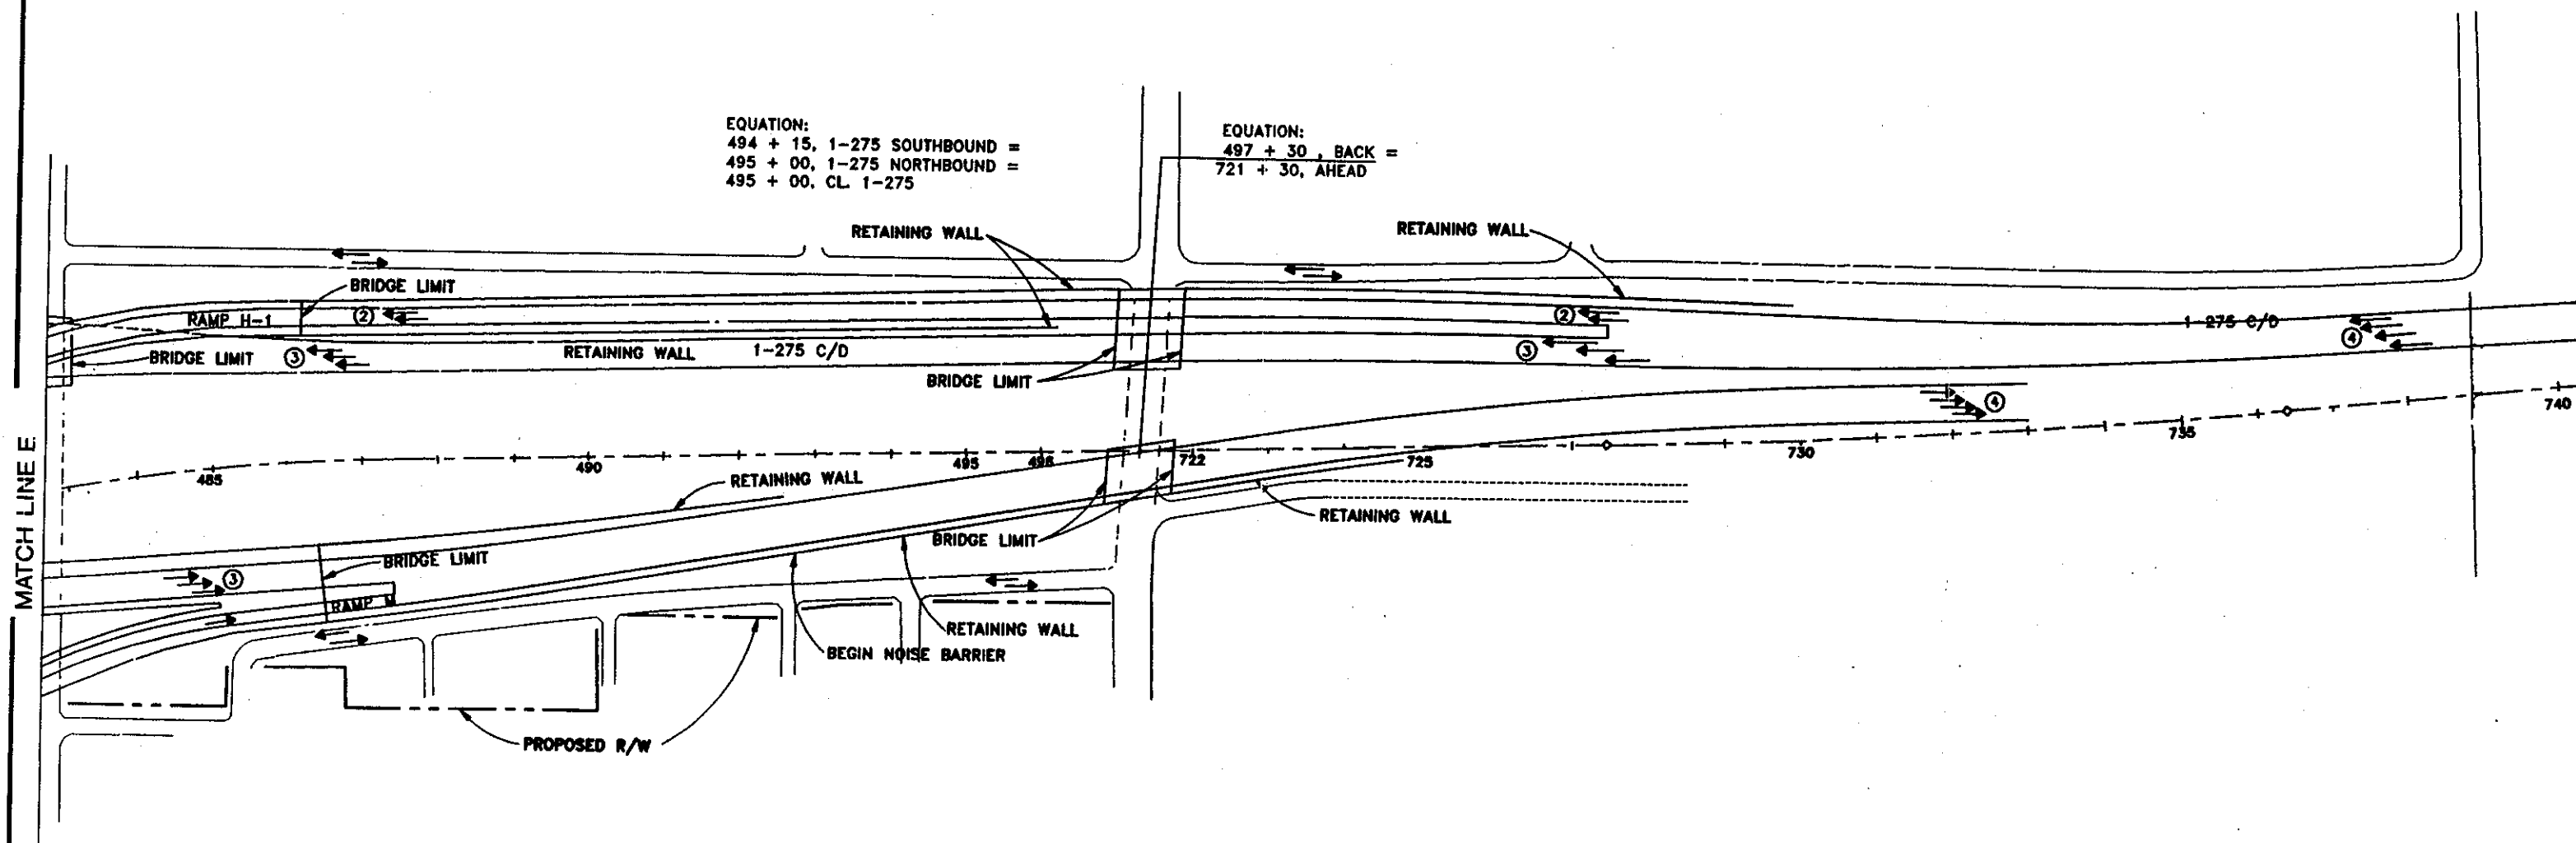 EQUATION:
494 + 15, 1-275 SOUTHBOUND =
495 + 00, 1-275 NORTHBOUND =
495 + 00, CL. 1-275
EQUATION:
497 + 30 , BACK =
721 + 30, AHEAD
RETAINING WALL
RETAINING WALL
BRIDGE LIMIT
RAMP H-1
2
2
1-275 C/D
4
BRIDGE LIMIT
3
RETAINING WALL
1-275 C/D
3
BRIDGE LIMIT
4
740
735
730
MATCH LINE E
485
490
495
496
722
725
RETAINING WALL
RETAINING WALL
BRIDGE LIMIT
BRIDGE LIMIT
3
RAMP M
RETAINING WALL
BEGIN NOISE BARRIER
PROPOSED R/W